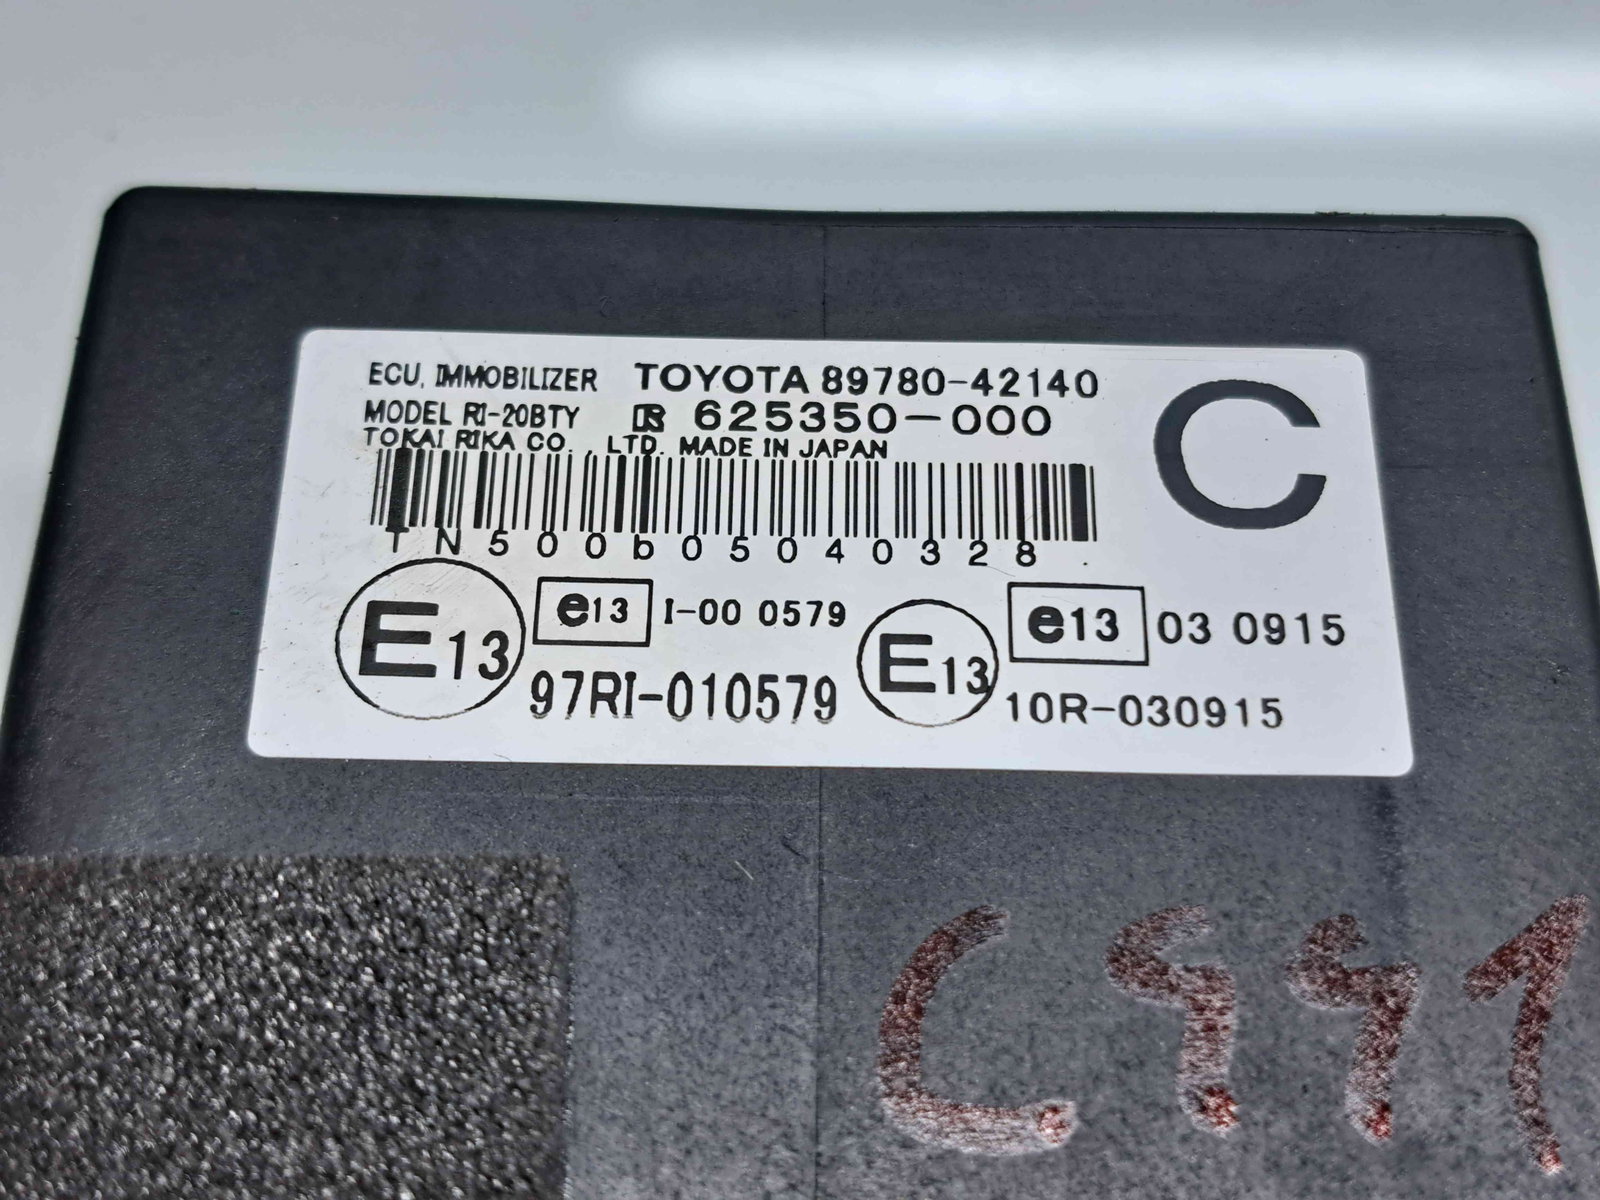 ECU, IMMOBILIZER TOYOTA 89780-42140
MODEL RI-20BTY 625350-000
TOKAI RIKA CO., LTD. MADE IN JAPAN
C
TN500b05040328
E13 e13 I-00 0579
97RI-010579
E13 e13 03 0915
10R-030915
C991